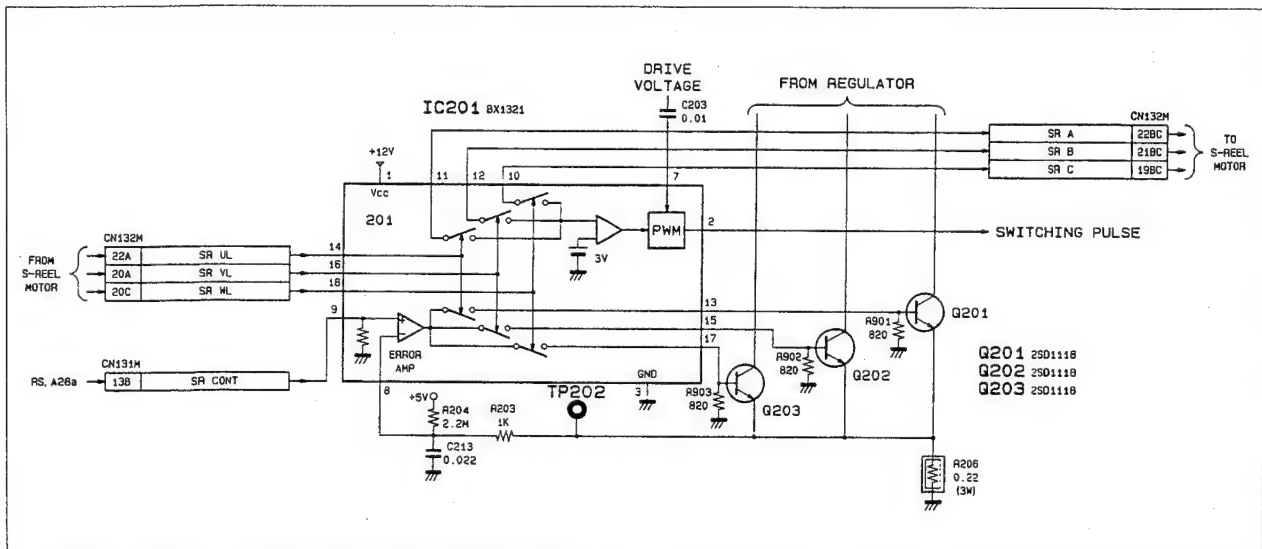 DRIVE
VOLTAGE
FROM REGULATOR
IC201 BX1321
C203
0.01
CN132M
SR A 22BC
SR B 21BC
SR C 19BC
TO
S-REEL
MOTOR
+12V
1 11 12 10 7
Vcc
201
PWM
2
SWITCHING PULSE
3V
CN132M
FROM
S-REEL
MOTOR
22A SR UL 14
20A SR VL 16
20C SR WL 18
9
13
15
17
+
-
ERROR
AMP
CN131M
RS, A26a 13B SR CONT
8
GND
3
R901
820
Q201
R902
820
Q202
R903
820
Q203
Q201 2SD1118
Q202 2SD1118
Q203 2SD1118
TP202
+5V
R204
2.2M
R203
1K
C213
0.022
R206
0.22
(3W)